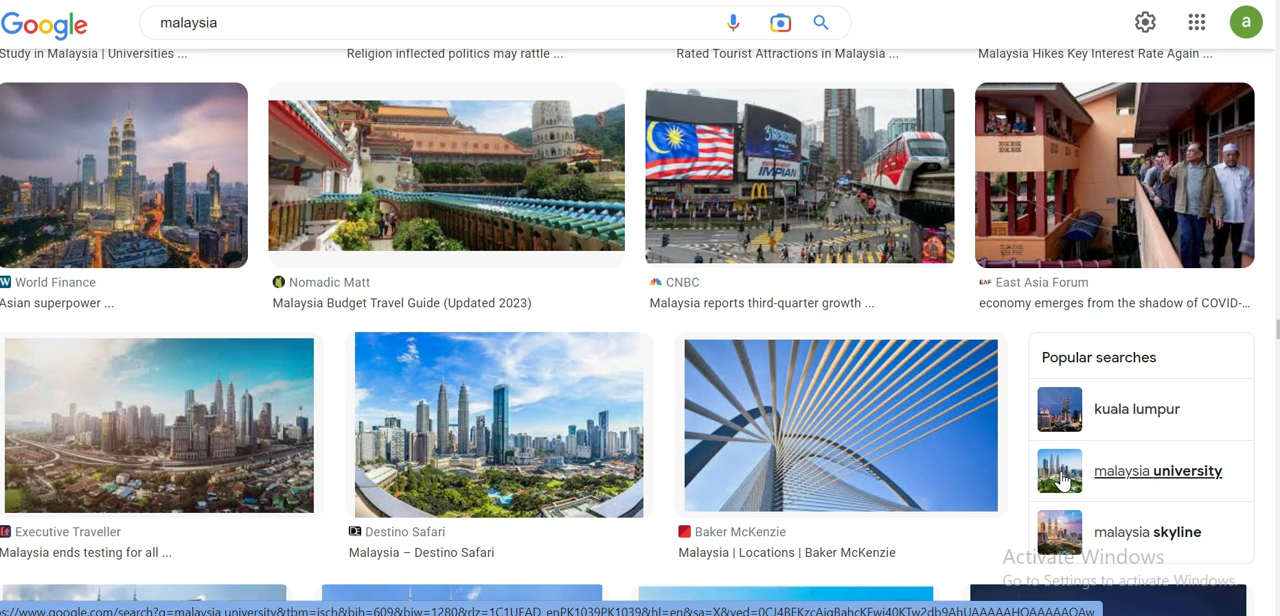 Google
malaysia
a
Study in Malaysia | Universities ...
Religion inflected politics may rattle ...
Rated Tourist Attractions in Malaysia ...
Malaysia Hikes Key Interest Rate Again ...
IMPIAN
World Finance
Asian superpower ...
Nomadic Matt
Malaysia Budget Travel Guide (Updated 2023)
CNBC
Malaysia reports third-quarter growth ...
EAF East Asia Forum
economy emerges from the shadow of COVID-...
Popular searches
kuala lumpur
malaysia university
malaysia skyline
Executive Traveller
Malaysia ends testing for all ...
Destino Safari
Malaysia – Destino Safari
Baker McKenzie
Malaysia | Locations | Baker McKenzie
Activate Windows
Go to Settings to activate Windows.